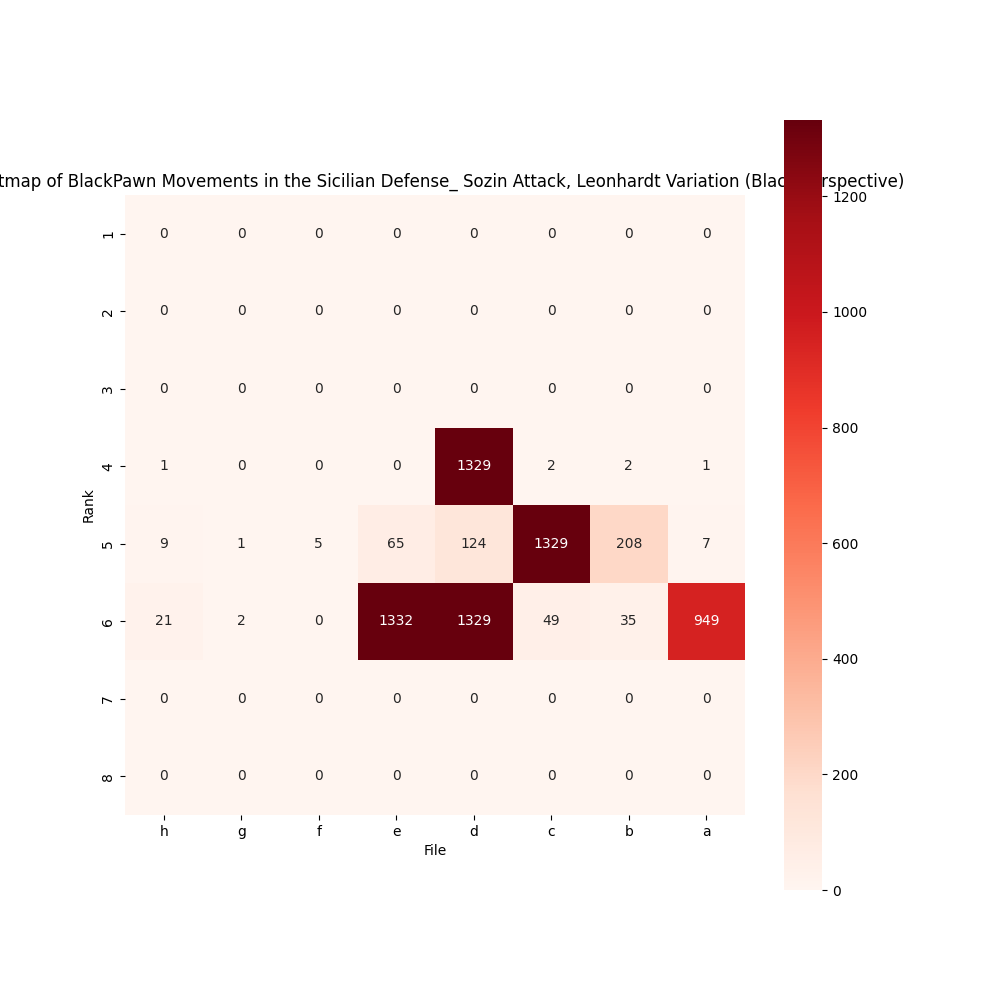 tmap of BlackPawn Movements in the Sicilian Defense_ Sozin Attack, Leonhardt Variation (Blac rspective)
1 0 0 0 0 0 0 0 0
2 0 0 0 0 0 0 0 0
3 0 0 0 0 0 0 0 0
4 1 0 0 0 1329 2 2 1
5 9 1 5 65 124 1329 208 7
6 21 2 0 1332 1329 49 35 949
7 0 0 0 0 0 0 0 0
8 0 0 0 0 0 0 0 0
Rank
h g f e d c b a
File
1200
1000
800
600
400
200
0